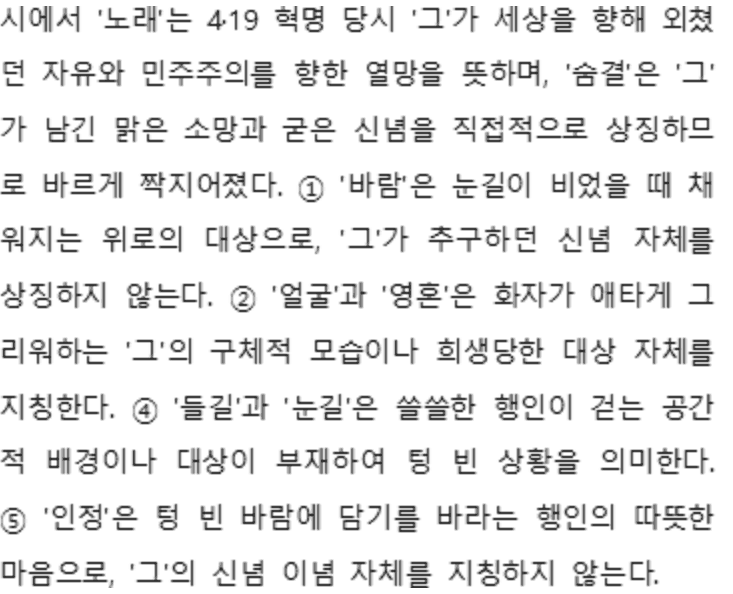 시에서 '노래'는 4·19 혁명 당시 '그'가 세상을 향해 외쳤
던 자유와 민주주의를 향한 열망을 뜻하며, '숨결'은 '그'
가 남긴 맑은 소망과 굳은 신념을 직접적으로 상징하므
로 바르게 짝지어졌다. ① '바람'은 눈길이 비었을 때 채
워지는 위로의 대상으로, '그'가 추구하던 신념 자체를
상징하지 않는다. ② '얼굴'과 '영혼'은 화자가 애타게 그
리워하는 '그'의 구체적 모습이나 희생당한 대상 자체를
지칭한다. ④ '들길'과 '눈길'은 쓸쓸한 행인이 걷는 공간
적 배경이나 대상이 부재하여 텅 빈 상황을 의미한다.
⑤ '인정'은 텅 빈 바람에 담기를 바라는 행인의 따뜻한
마음으로, '그'의 신념 이념 자체를 지칭하지 않는다.